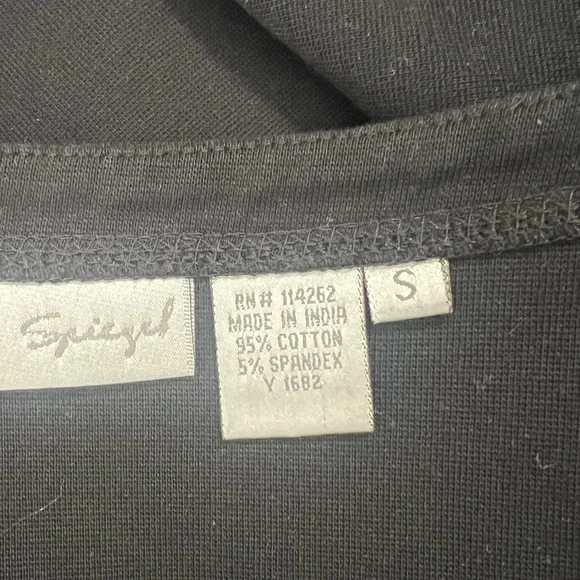 Spiegel
RN# 114262
MADE IN INDIA
95% COTTON
5% SPANDEX
Y 1682
S